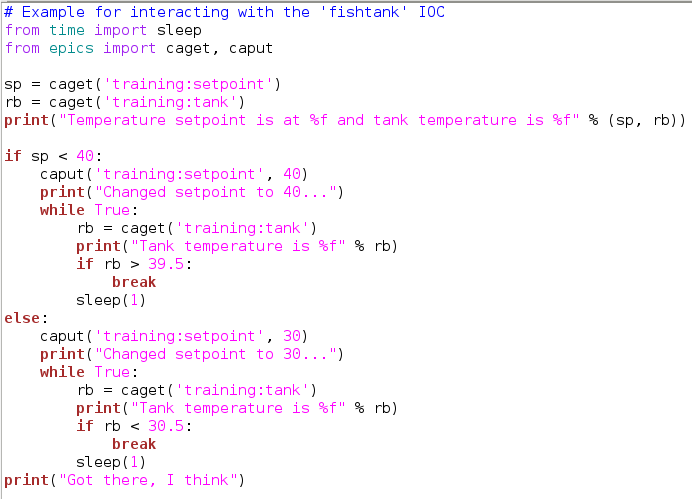 # Example for interacting with the 'fishtank' IOC
from time import sleep
from epics import caget, caput

sp = caget('training:setpoint')
rb = caget('training:tank')
print("Temperature setpoint is at %f and tank temperature is %f" % (sp, rb))

if sp < 40:
    caput('training:setpoint', 40)
    print("Changed setpoint to 40...")
    while True:
        rb = caget('training:tank')
        print("Tank temperature is %f" % rb)
        if rb > 39.5:
            break
        sleep(1)
else:
    caput('training:setpoint', 30)
    print("Changed setpoint to 30...")
    while True:
        rb = caget('training:tank')
        print("Tank temperature is %f" % rb)
        if rb < 30.5:
            break
        sleep(1)
print("Got there, I think")